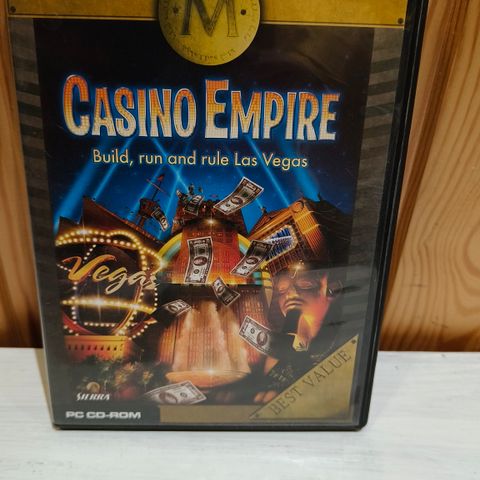 M
CASINO EMPIRE
Build, run and rule Las Vegas
Vegas
SIERRA
PC CD-ROM
BEST VALUE